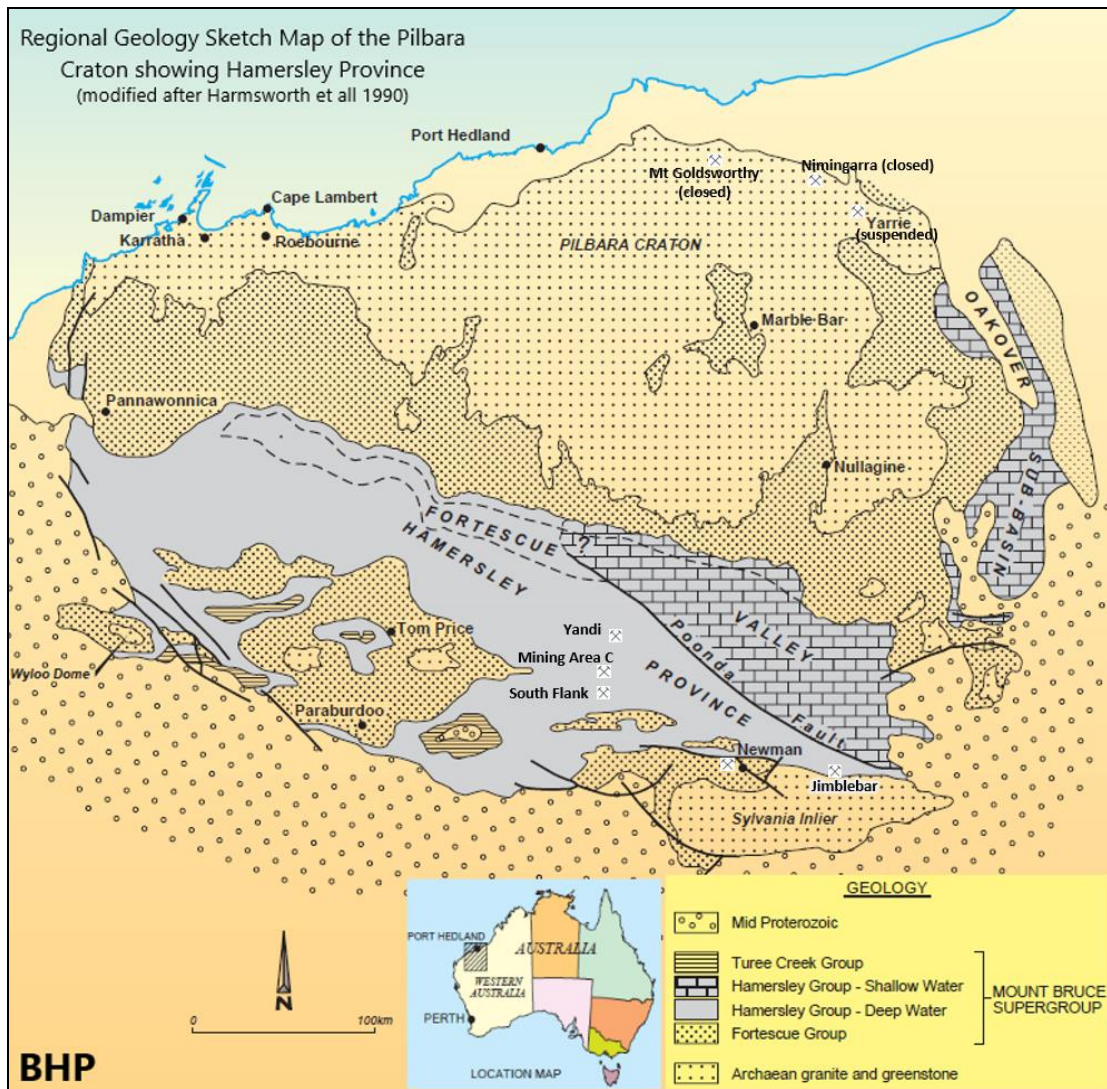 Regional Geology Sketch Map of the Pilbara
Craton showing Hamersley Province
(modified after Harmsworth et all 1990)
Port Hedland
Mt Goldsworthy
(closed)
Nimingarra (closed)
Cape Lambert
Dampier
Karratha
Roebourne
Yarrie
(suspended)
PILBARA CRATON
OAKOVER
SUB-BASIN
Marble Bar
Pannawonnica
Nullagine
FORTESCUE ?
VALLEY
HAMERSLEY
PROVINCE
Poonda
Fault
Tom Price
Yandi
Mining Area C
South Flank
Wyloo Dome
Paraburdoo
Newman
Jimblebar
Sylvania Inlier
N
0 100km
BHP
PORT HEDLAND
AUSTRALIA
WESTERN
AUSTRALIA
PERTH
LOCATION MAP
GEOLOGY
Mid Proterozoic
Turee Creek Group
Hamersley Group - Shallow Water
Hamersley Group - Deep Water
Fortescue Group
MOUNT BRUCE
SUPERGROUP
Archaean granite and greenstone